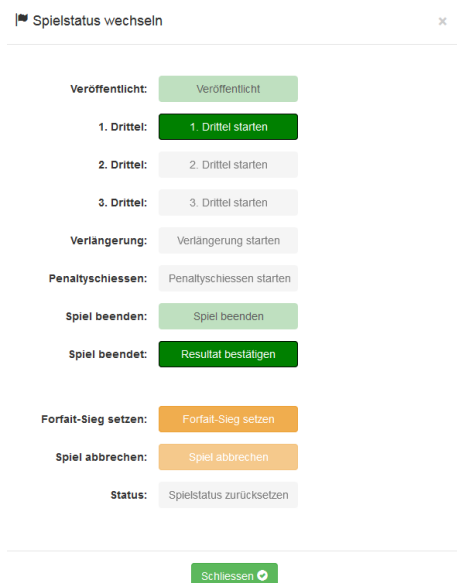 Spielstatus wechseln ×
Veröffentlicht: Veröffentlicht
1. Drittel: 1. Drittel starten
2. Drittel: 2. Drittel starten
3. Drittel: 3. Drittel starten
Verlängerung: Verlängerung starten
Penaltyschiessen: Penaltyschiessen starten
Spiel beenden: Spiel beenden
Spiel beendet: Resultat bestätigen
Forfait-Sieg setzen: Forfait-Sieg setzen
Spiel abbrechen: Spiel abbrechen
Status: Spielstatus zurücksetzen
Schliessen